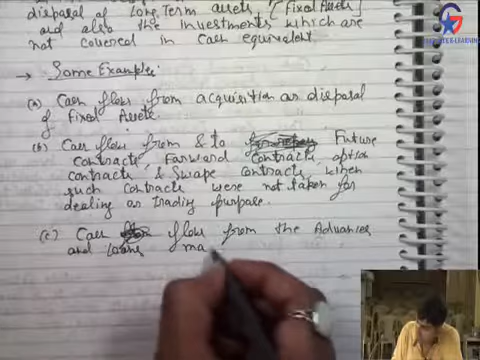 disposal of Long Term assets, (Fixed Assets)
and also the investments which are
not covered in Cash equivalent.
→ Some Examples:
(a) Cash flow from acquisition or disposal
of Fixed Assets.
(b) Cash flow from & to Future
contracts, Forward contracts, option
contracts & Swaps contracts, when
such contracts were not taken for
dealing or trading purpose.
(c) Cash flow from the Advances
and Loans ma